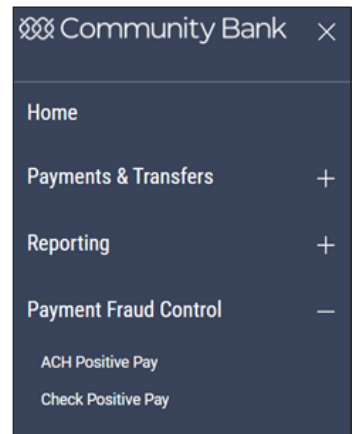 Community Bank
Home
Payments & Transfers
Reporting
Payment Fraud Control
ACH Positive Pay
Check Positive Pay